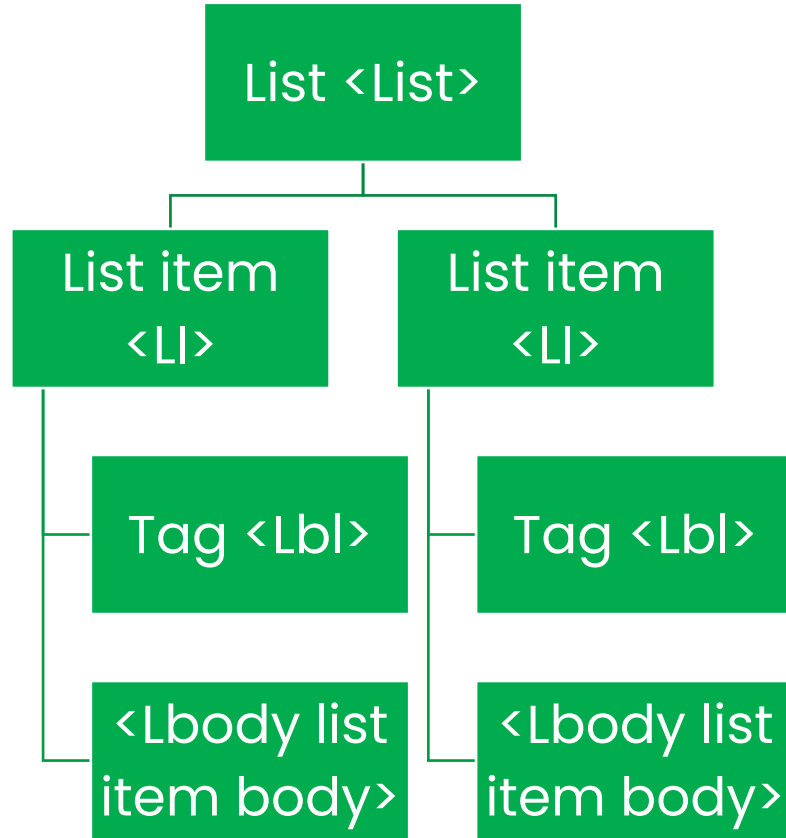 List <List>
List item
<LI>
List item
<LI>
Tag <Lbl>
Tag <Lbl>
<Lbody list
item body>
<Lbody list
item body>